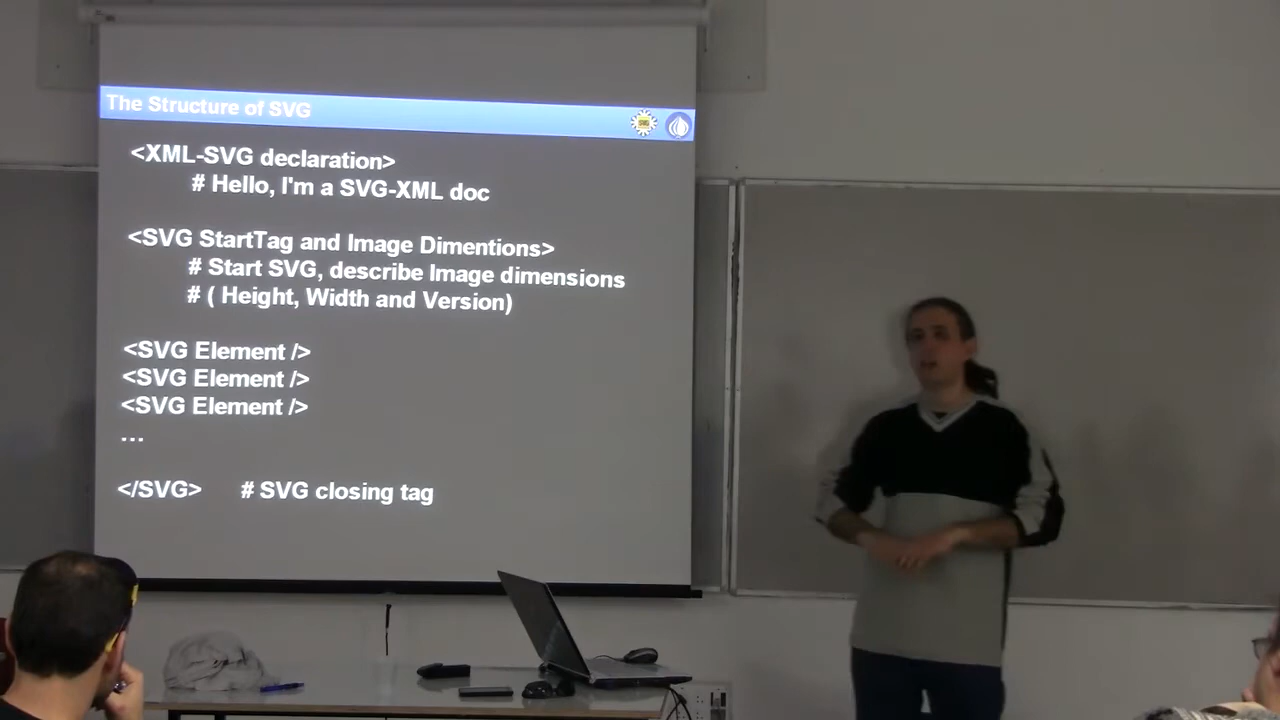 The Structure of SVG
<XML-SVG declaration>
# Hello, I'm a SVG-XML doc
<SVG StartTag and Image Dimentions>
# Start SVG, describe Image dimensions
# ( Height, Width and Version)
<SVG Element />
<SVG Element />
<SVG Element />
...
</SVG> # SVG closing tag